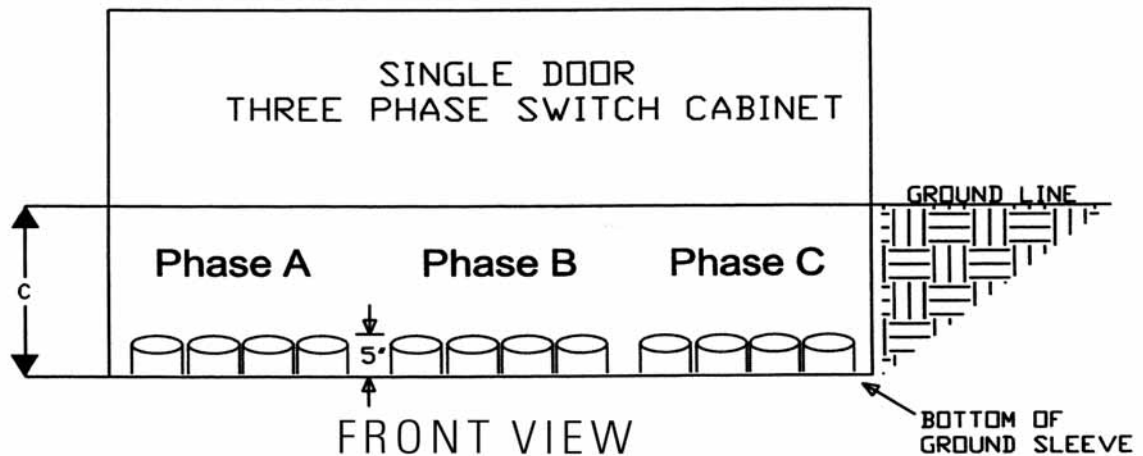 SINGLE DOOR
THREE PHASE SWITCH CABINET
GROUND LINE
Phase A Phase B Phase C
C
5"
FRONT VIEW
BOTTOM OF
GROUND SLEEVE